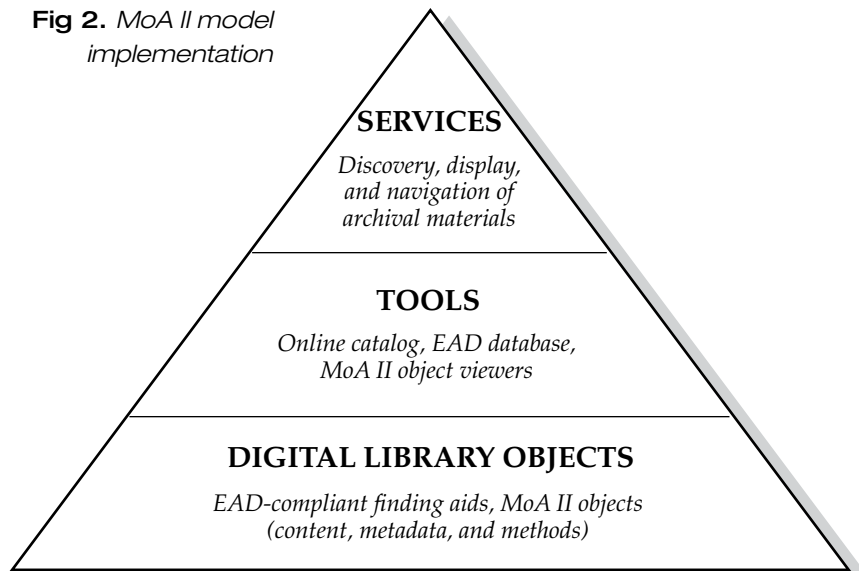 Fig 2. MoA II model
implementation
SERVICES
Discovery, display,
and navigation of
archival materials
TOOLS
Online catalog, EAD database,
MoA II object viewers
DIGITAL LIBRARY OBJECTS
EAD-compliant finding aids, MoA II objects
(content, metadata, and methods)